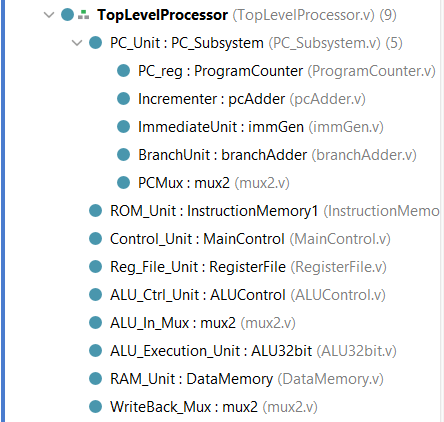 TopLevelProcessor (TopLevelProcessor.v) (9)
PC_Unit : PC_Subsystem (PC_Subsystem.v) (5)
PC_reg : ProgramCounter (ProgramCounter.v)
Incrementer : pcAdder (pcAdder.v)
ImmediateUnit : immGen (immGen.v)
BranchUnit : branchAdder (branchAdder.v)
PCMux : mux2 (mux2.v)
ROM_Unit : InstructionMemory1 (InstructionMemo
Control_Unit : MainControl (MainControl.v)
Reg_File_Unit : RegisterFile (RegisterFile.v)
ALU_Ctrl_Unit : ALUControl (ALUControl.v)
ALU_In_Mux : mux2 (mux2.v)
ALU_Execution_Unit : ALU32bit (ALU32bit.v)
RAM_Unit : DataMemory (DataMemory.v)
WriteBack_Mux : mux2 (mux2.v)